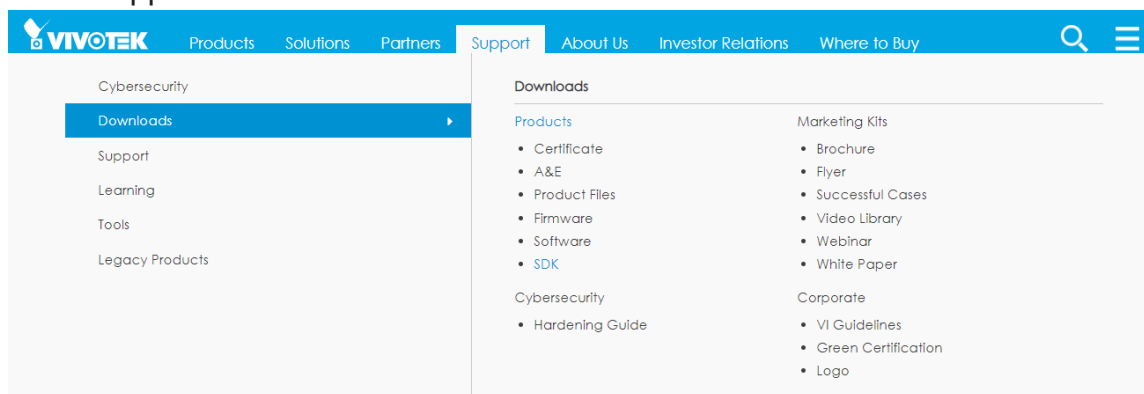 VIVOTEK Products Solutions Partners Support About Us Investor Relations Where to Buy
Cybersecurity
Downloads
Support
Learning
Tools
Legacy Products
Downloads
Products
• Certificate
• A&E
• Product Files
• Firmware
• Software
• SDK
Cybersecurity
• Hardening Guide
Marketing Kits
• Brochure
• Flyer
• Successful Cases
• Video Library
• Webinar
• White Paper
Corporate
• VI Guidelines
• Green Certification
• Logo